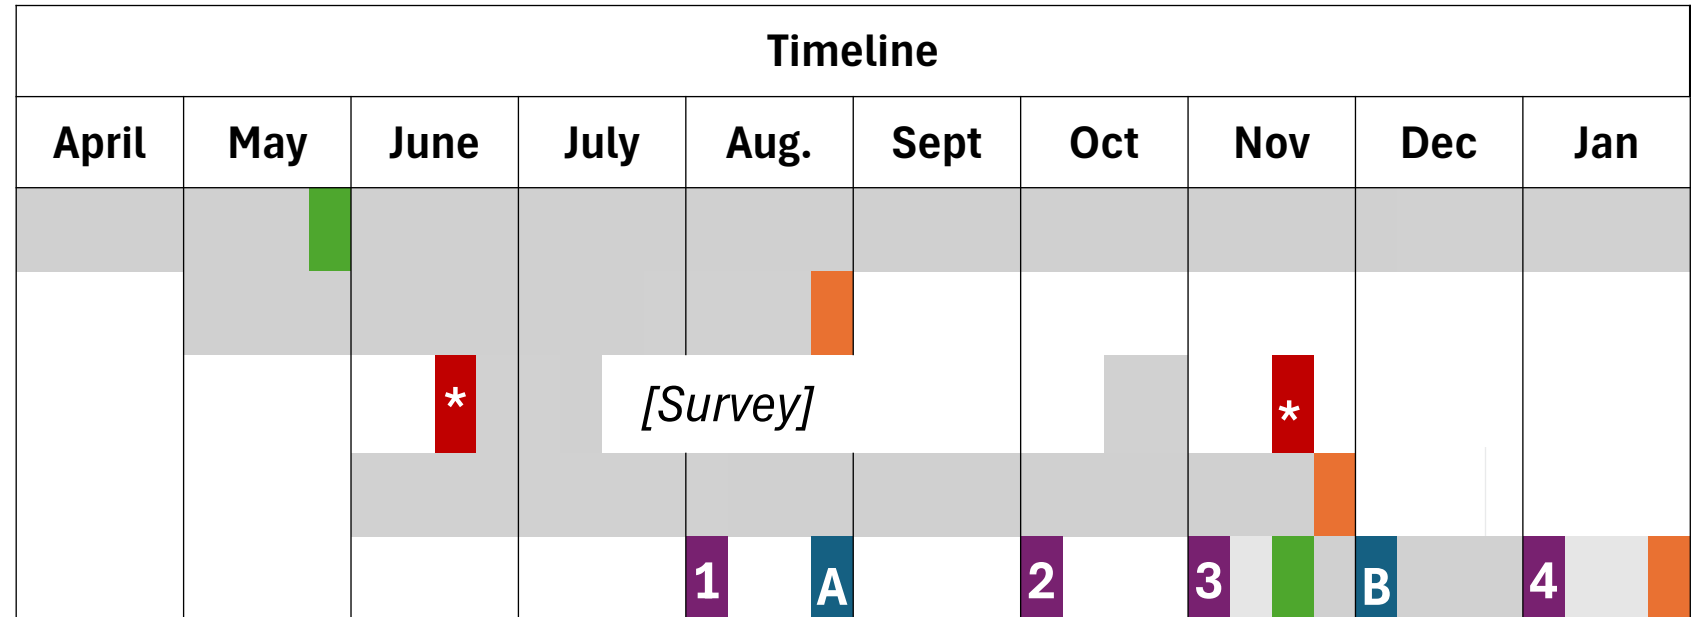 Timeline
April May June July Aug. Sept Oct Nov Dec Jan
* [Survey] *
1 A 2 3 B 4